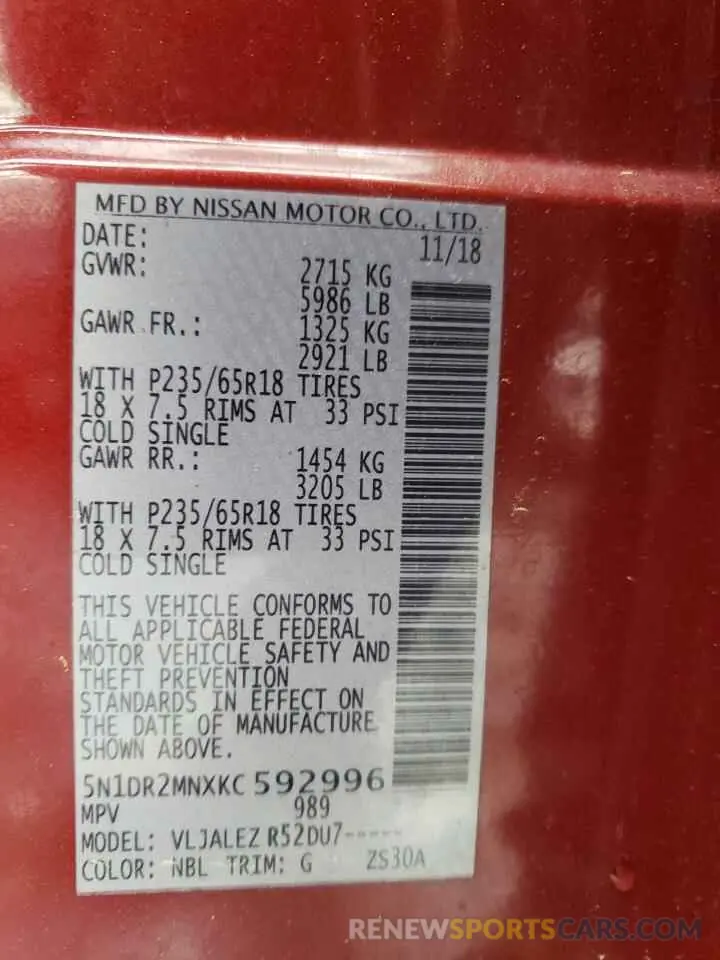 MFD BY NISSAN MOTOR CO., LTD.
DATE: 11/18
GVWR: 2715 KG
5986 LB
GAWR FR.: 1325 KG
2921 LB
WITH P235/65R18 TIRES
18 X 7.5 RIMS AT 33 PSI
COLD SINGLE
GAWR RR.: 1454 KG
3205 LB
WITH P235/65R18 TIRES
18 X 7.5 RIMS AT 33 PSI
COLD SINGLE
THIS VEHICLE CONFORMS TO
ALL APPLICABLE FEDERAL
MOTOR VEHICLE SAFETY AND
THEFT PREVENTION
STANDARDS IN EFFECT ON
THE DATE OF MANUFACTURE
SHOWN ABOVE.
5N1DR2MNXKC 592996
MPV 989
MODEL: VLJALEZ R52DU7-----
COLOR: NBL TRIM: G ZS30A
RENEWSPORTSCARS.COM